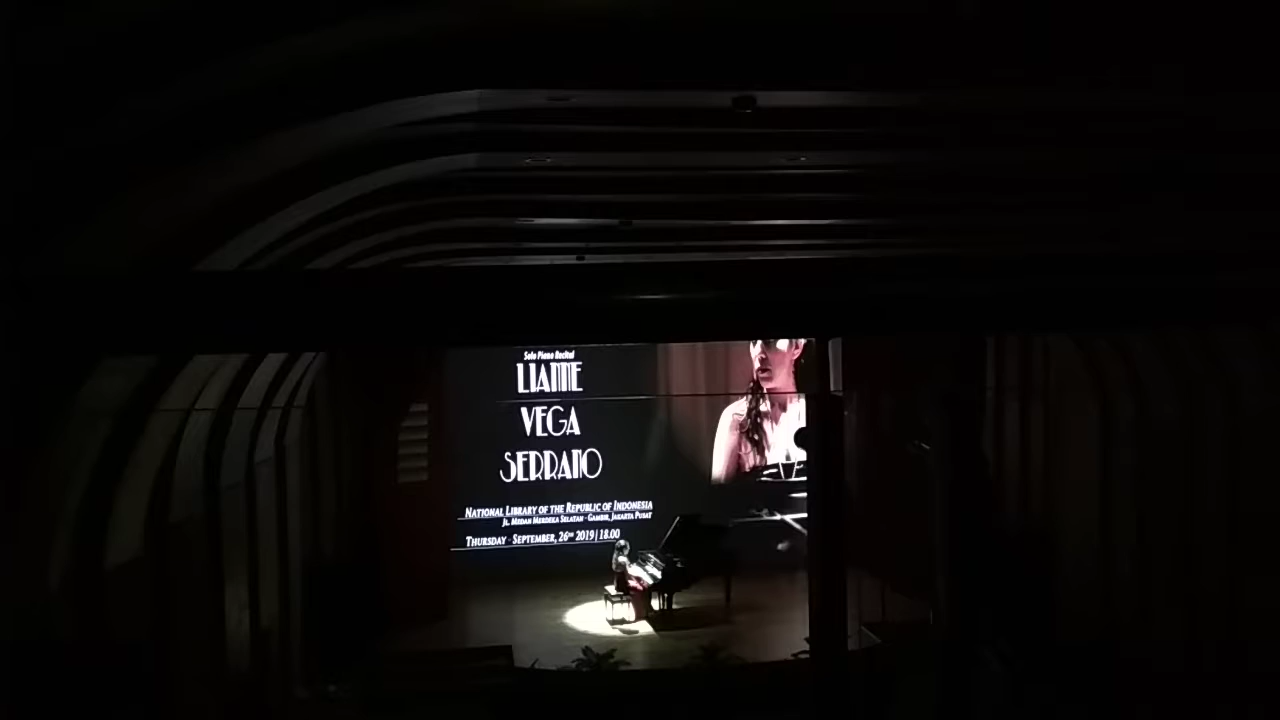 Solo Piano Recital
LIANNE
VEGA
SERRANO
NATIONAL LIBRARY OF THE REPUBLIC OF INDONESIA
JL. MEDAN MERDEKA SELATAN - GAMBIR, JAKARTA PUSAT
THURSDAY - SEPTEMBER, 26TH 2019 | 18.00